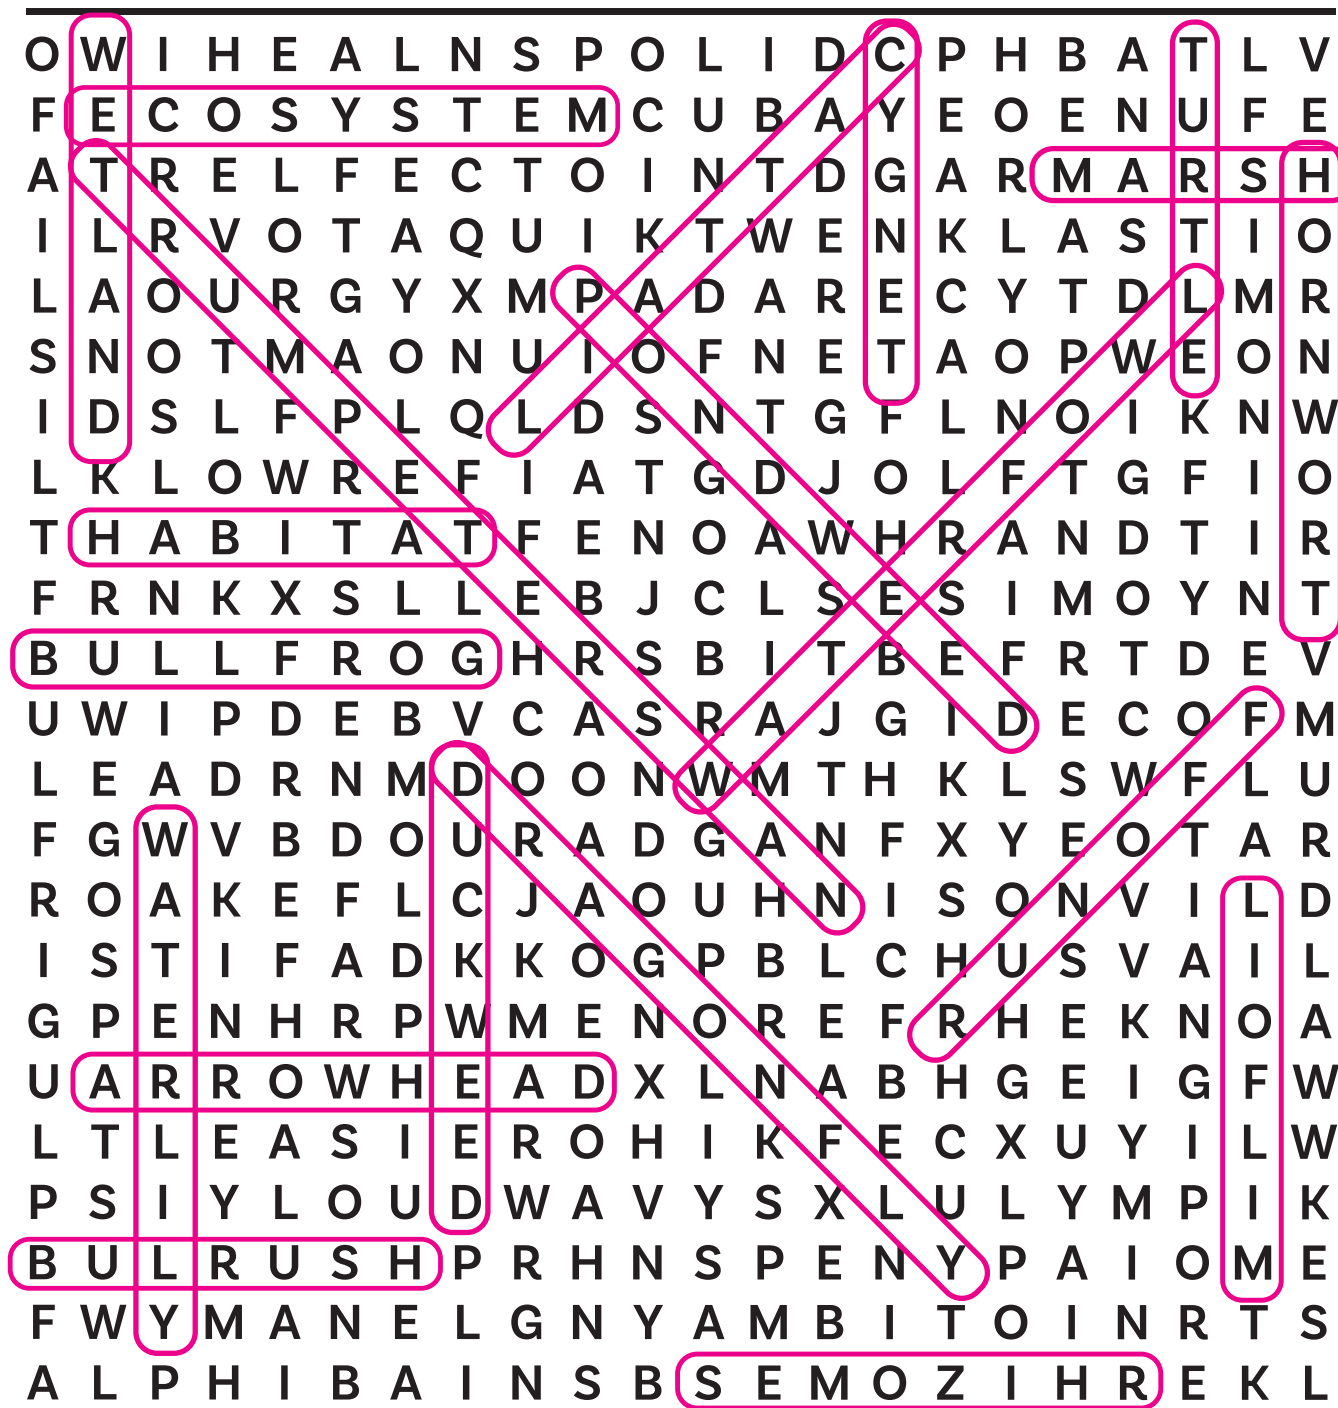 O W I H E A L N S P O L I D C P H B A T L V
F E C O S Y S T E M C U B A Y E O E N U F E
A T R E L F E C T O I N T D G A R M A R S H
I L R V O T A Q U I K T W E N K L A S T I O
L A O U R G Y X M P A D A R E C Y T D L M R
S N O T M A O N U I O F N E T A O P W E O N
I D S L F P L Q L D S N T G F L N O I K N W
L K L O W R E F I A T G D J O L F T G F I O
T H A B I T A T F E N O A W H R A N D T I R
F R N K X S L L E B J C L S E S I M O Y N T
B U L L F R O G H R S B I T B E F R T D E V
U W I P D E B V C A S R A J G I D E C O F M
L E A D R N M D O O N W M T H K L S W F L U
F G W V B D O U R A D G A N F X Y E O T A R
R O A K E F L C J A O U H N I S O N V I L D
I S T I F A D K K O G P B L C H U S V A I L
G P E N H R P W M E N O R E F R H E K N O A
U A R R O W H E A D X L N A B H G E I G F W
L T L E A S I E R O H I K F E C X U Y I L W
P S I Y L O U D W A V Y S X L U L Y M P I K
B U L R U S H P R H N S P E N Y P A I O M E
F W Y M A N E L G N Y A M B I T O I N R T S
A L P H I B A I N S B S E M O Z I H R E K L